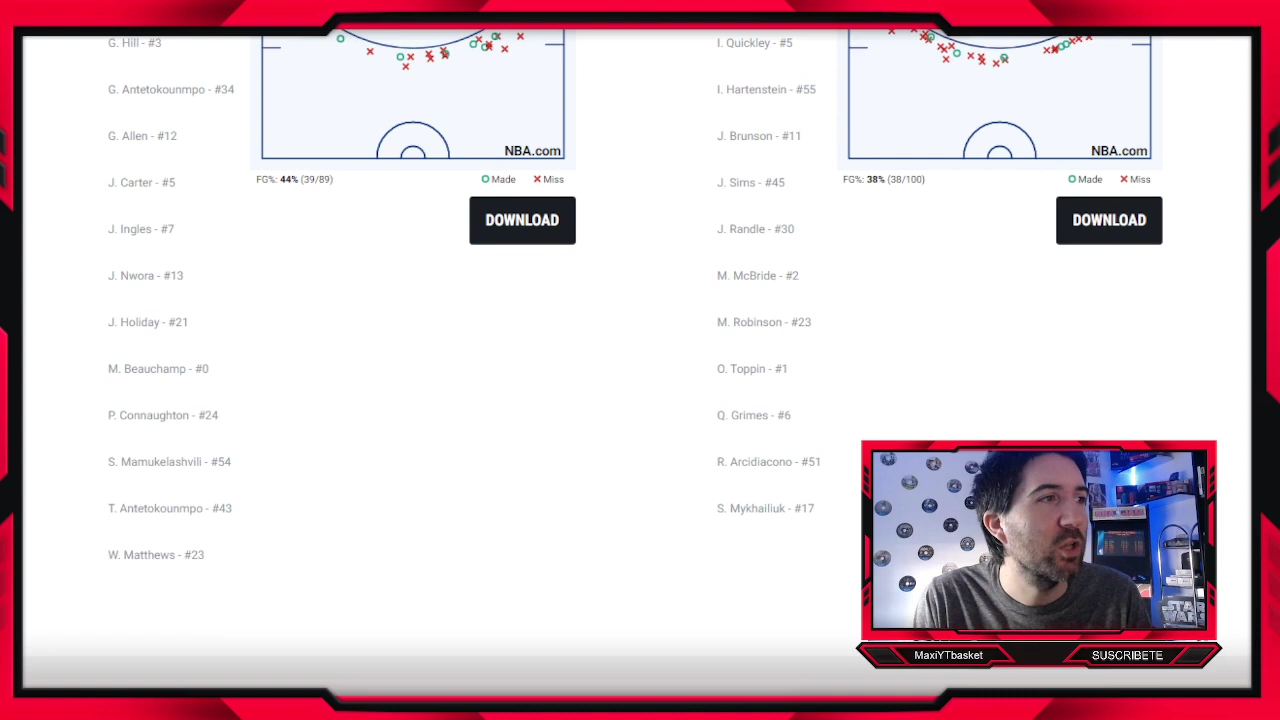 G. Hill - #3
G. Antetokounmpo - #34
G. Allen - #12
J. Carter - #5
J. Ingles - #7
J. Nwora - #13
J. Holiday - #21
M. Beauchamp - #0
P. Connaughton - #24
S. Mamukelashvili - #54
T. Antetokounmpo - #43
W. Matthews - #23
NBA.com
FG%: 44% (39/89)
Made
Miss
DOWNLOAD
I. Quickley - #5
I. Hartenstein - #55
J. Brunson - #11
J. Sims - #45
J. Randle - #30
M. McBride - #2
M. Robinson - #23
O. Toppin - #1
Q. Grimes - #6
R. Arcidiacono - #51
S. Mykhailiuk - #17
NBA.com
FG%: 38% (38/100)
Made
Miss
DOWNLOAD
STAR
WARS
MaxiYTbasket
SUSCRIBETE